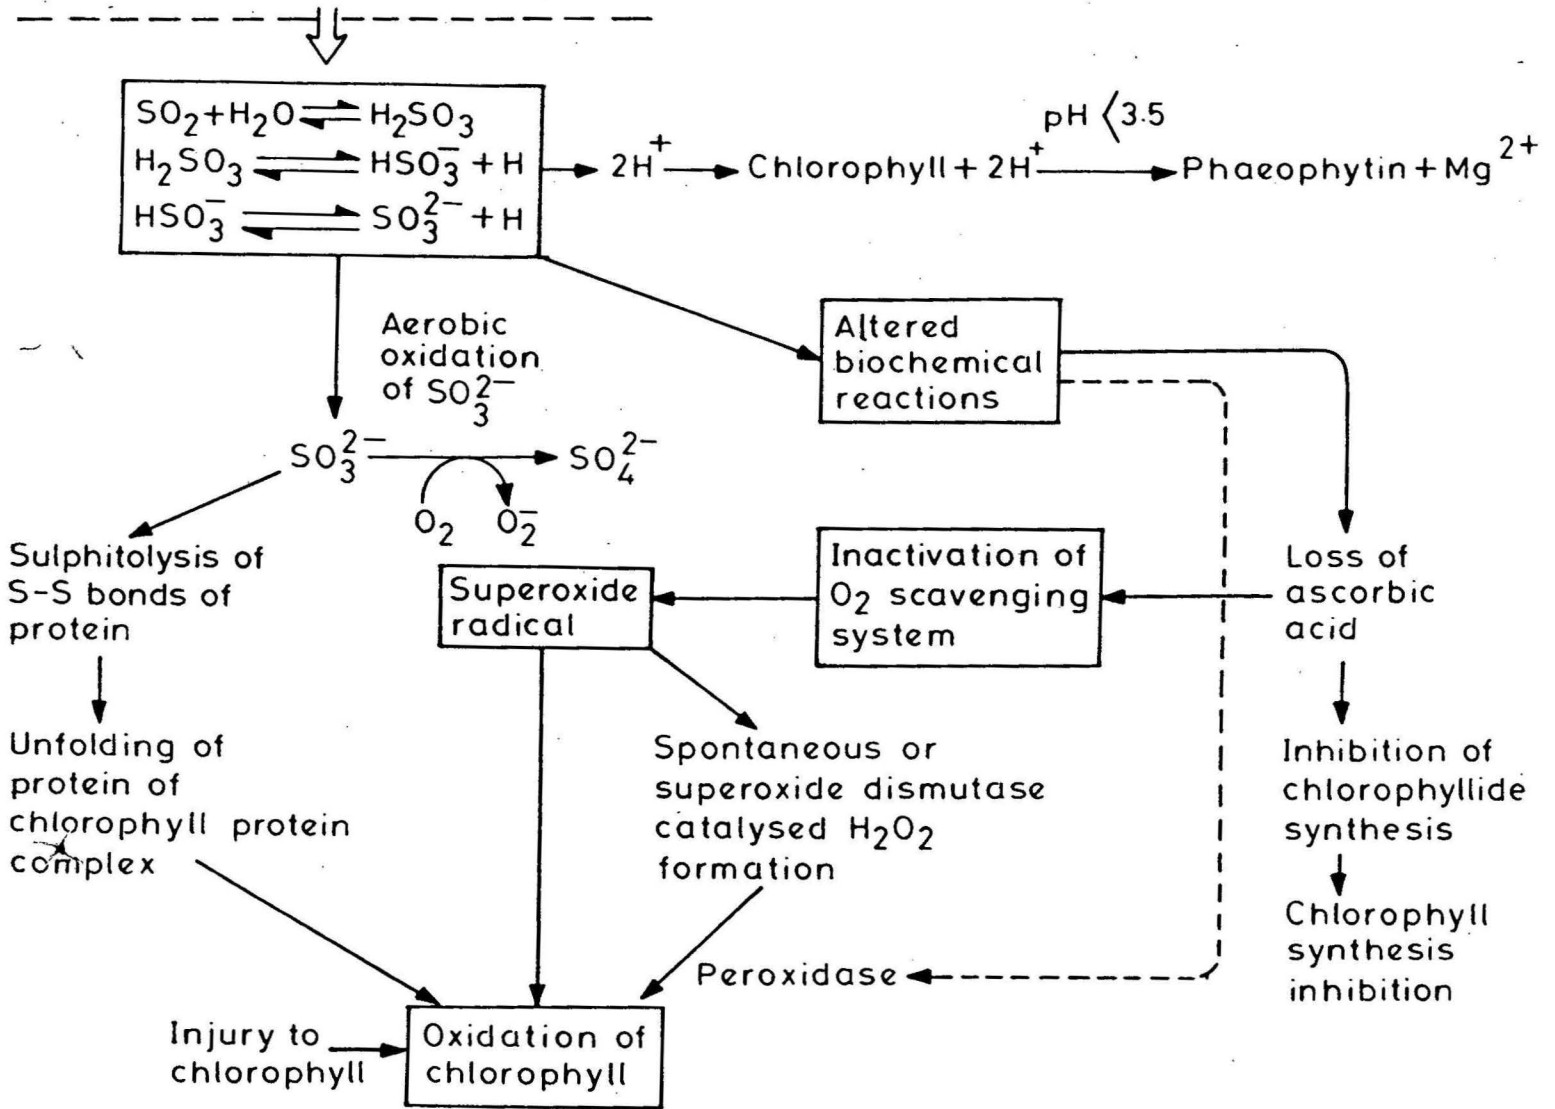 SO₂+H₂O ⇌ H₂SO₃
H₂SO₃ ⇌ HSO₃⁻ + H
HSO₃⁻ ⇌ SO₃²⁻ + H
→ 2H⁺ → Chlorophyll + 2H⁺ → Phaeophytin + Mg²⁺
pH <3.5
Aerobic
oxidation
of SO₃²⁻
SO₃²⁻ → SO₄²⁻
O₂ O₂⁻
Altered
biochemical
reactions
Sulphitolysis of
S-S bonds of
protein
Superoxide
radical
Inactivation of
O₂ scavenging
system
Loss of
ascorbic
acid
Unfolding of
protein of
chlorophyll protein
complex
Spontaneous or
superoxide dismutase
catalysed H₂O₂
formation
Inhibition of
chlorophyllide
synthesis
Chlorophyll
synthesis
inhibition
Peroxidase
Injury to
chlorophyll
Oxidation of
chlorophyll